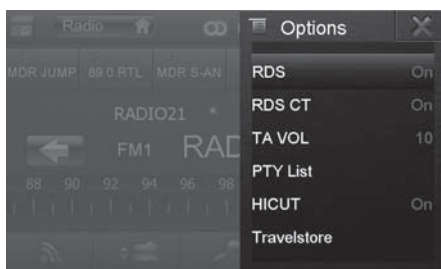 Radio
Options
MDR JUMP 89.0 RTL MDR S-AN
RDS On
RDS CT On
RADIO21 *
TA VOL 10
FM1 RAD
PTY List
88 90 92 94 96 98
HICUT On
Travelstore